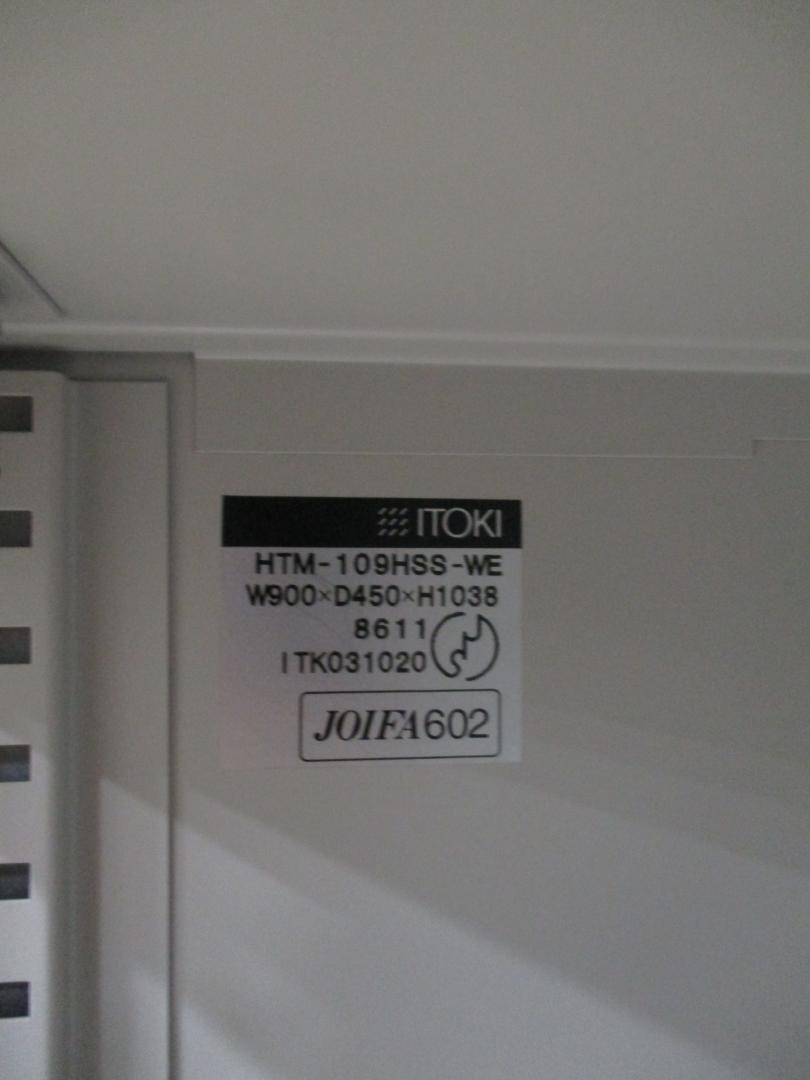 ITOKI
HTM-109HSS-WE
W900×D450×H1038
8611
ITK031020
JOIFA602